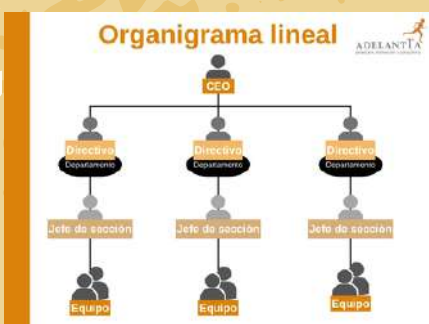 Organigrama lineal
ADELANTTA
CEO
Directivo Directivo Directivo
Departamento Departamento Departamento
Jefe de sección Jefe de sección Jefe de sección
Equipo Equipo Equipo